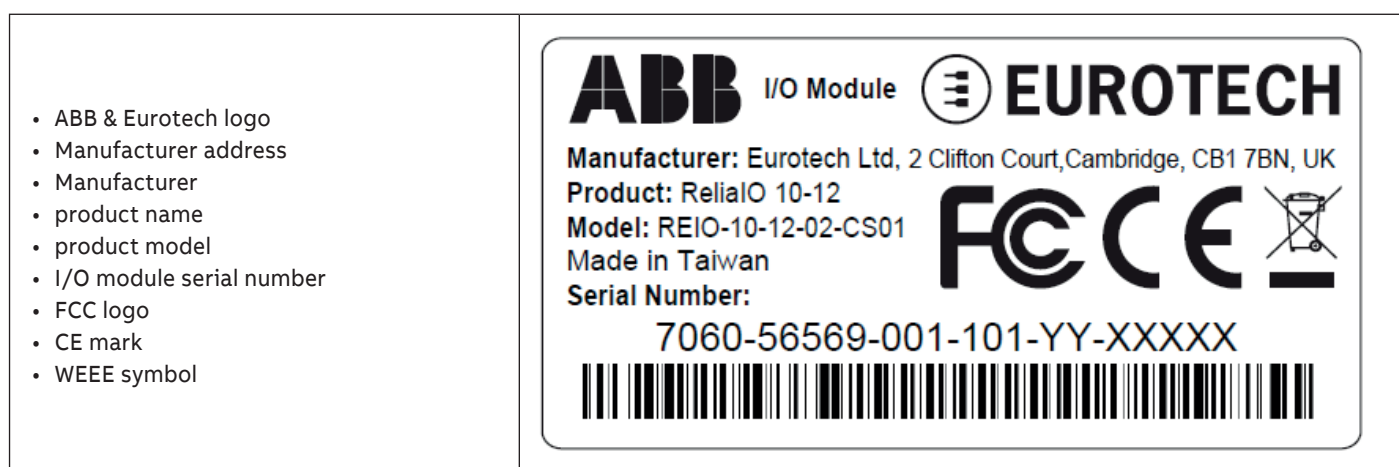 • ABB & Eurotech logo
• Manufacturer address
• Manufacturer
• product name
• product model
• I/O module serial number
• FCC logo
• CE mark
• WEEE symbol
ABB I/O Module EUROTECH
Manufacturer: Eurotech Ltd, 2 Clifton Court,Cambridge, CB1 7BN, UK
Product: ReliaIO 10-12
Model: REIO-10-12-02-CS01
Made in Taiwan
FC CE
Serial Number:
7060-56569-001-101-YY-XXXXX